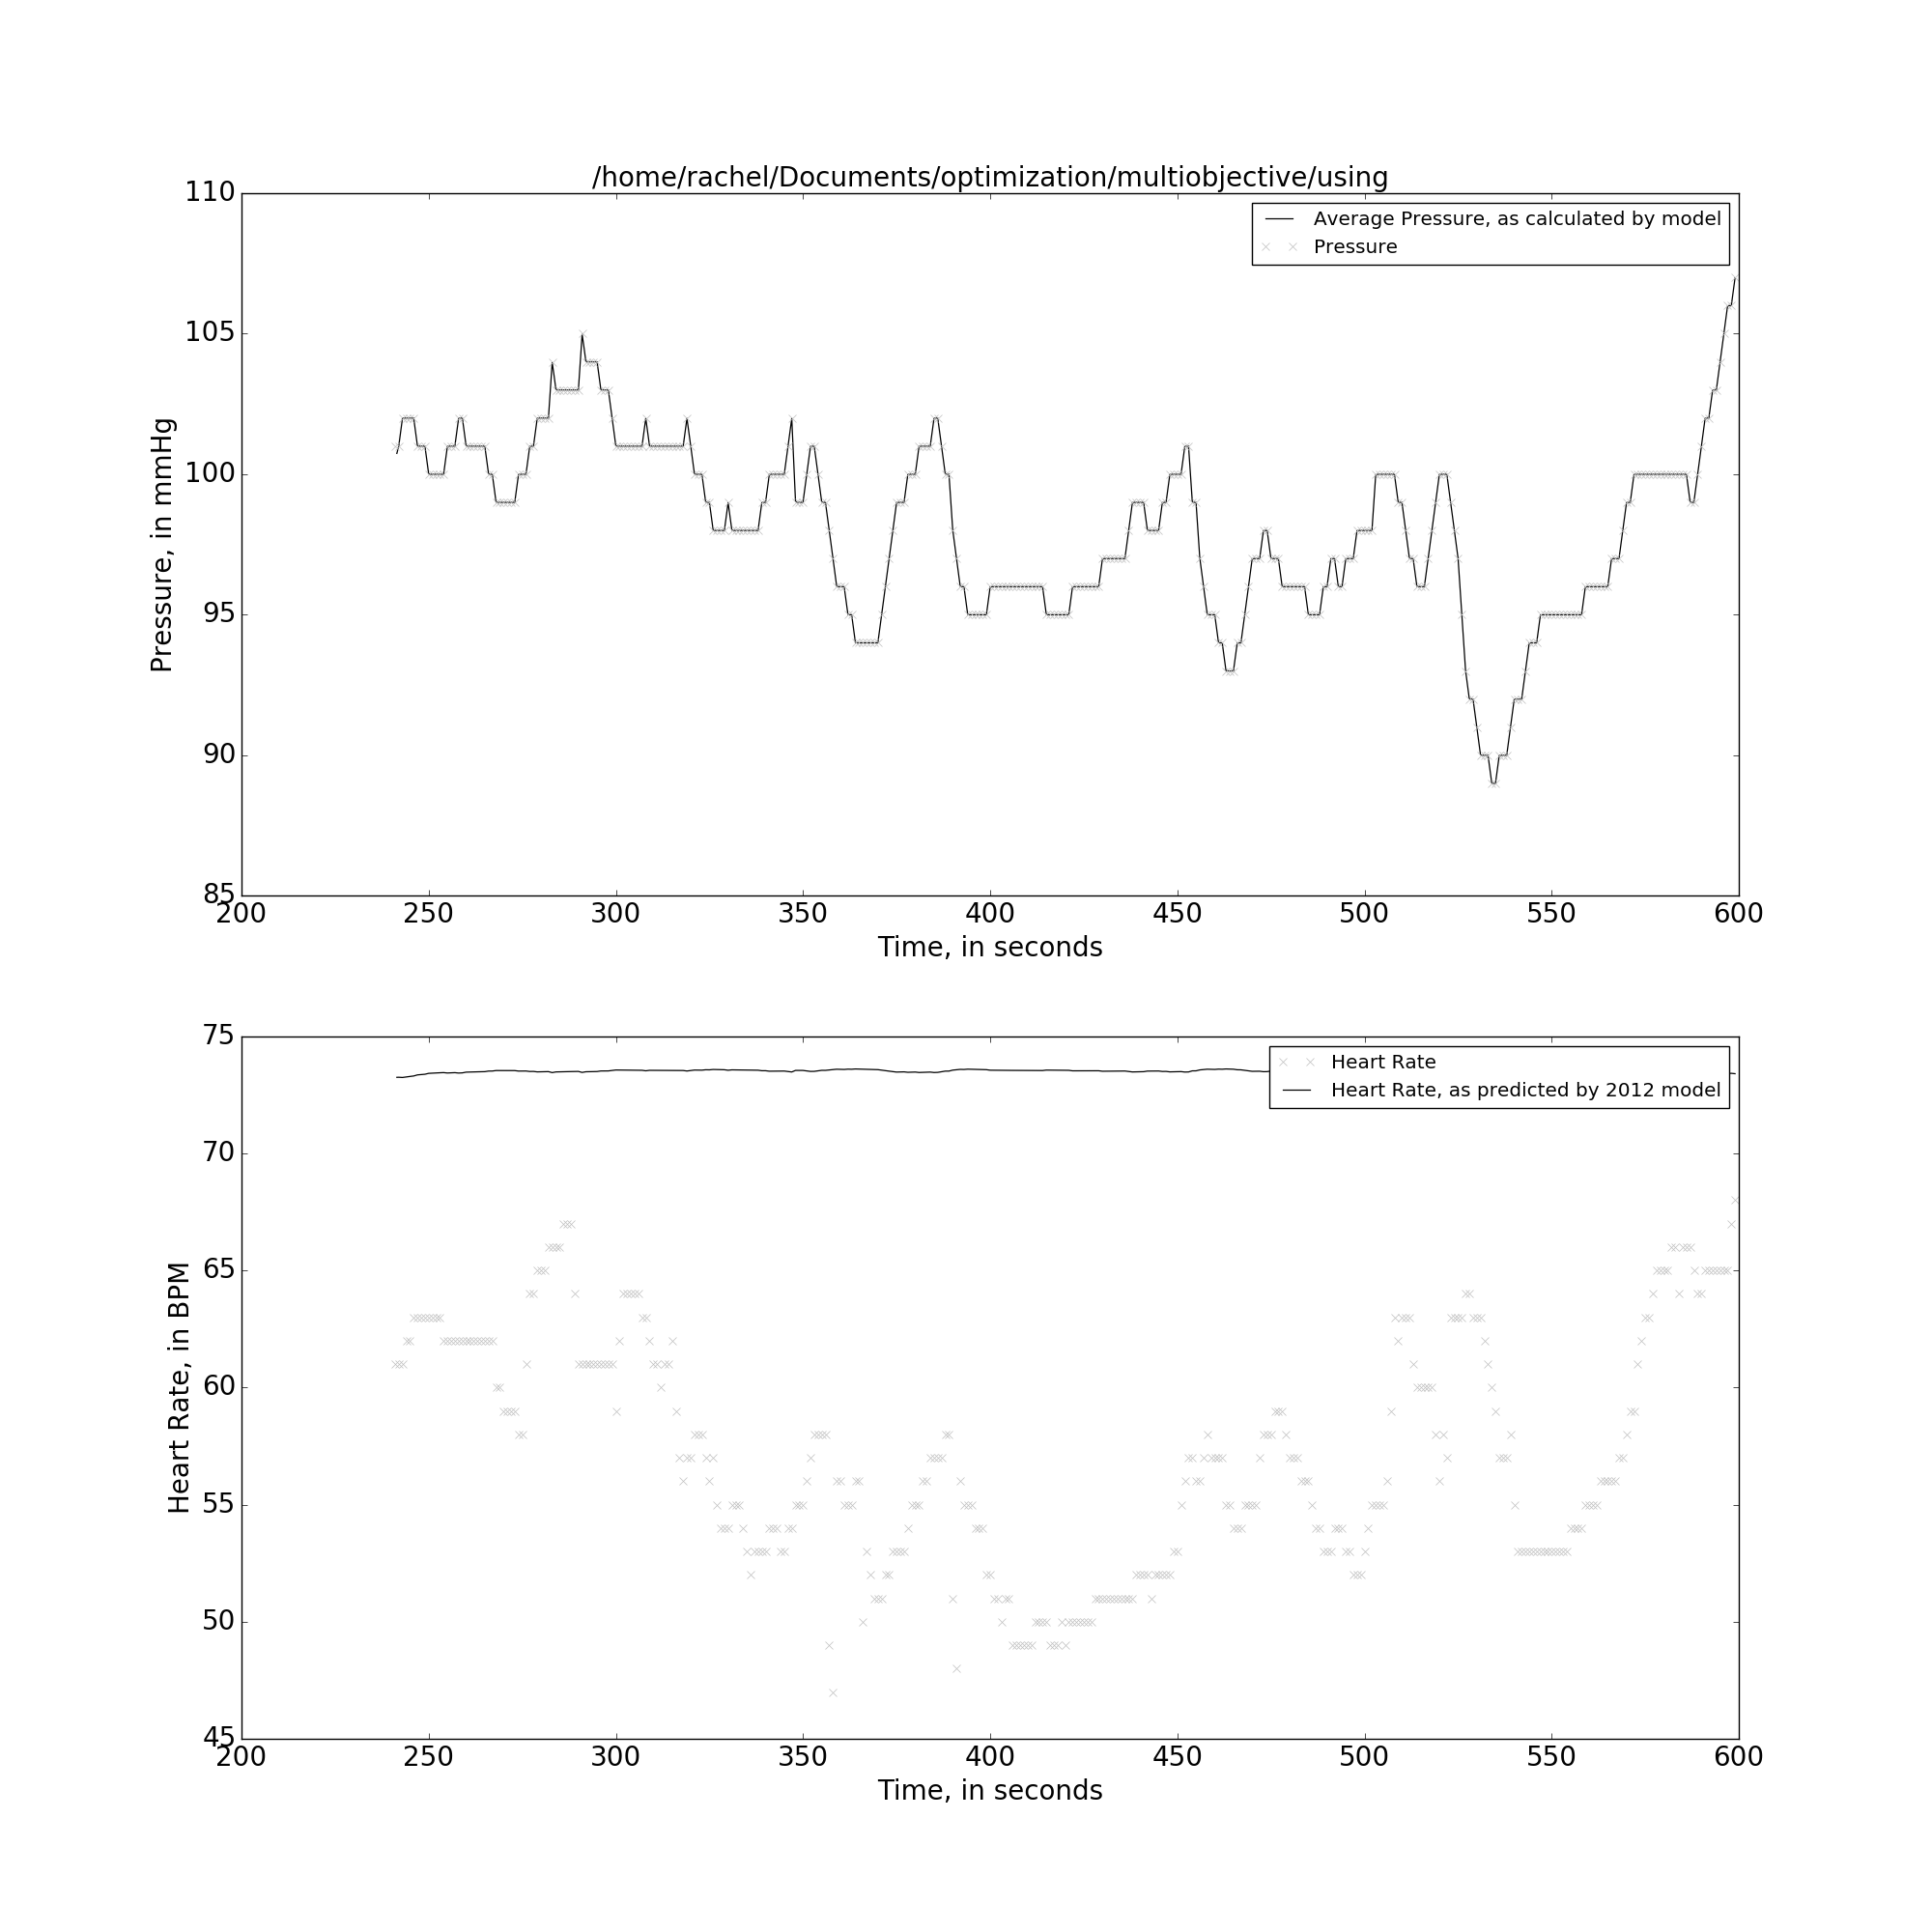 /home/rachel/Documents/optimization/multiobjective/using
110
105
100
95
90
85
Pressure, in mmHg
Average Pressure, as calculated by model
Pressure
200 250 300 350 400 450 500 550 600
Time, in seconds
75
70
65
60
55
50
45
Heart Rate, in BPM
Heart Rate
Heart Rate, as predicted by 2012 model
200 250 300 350 400 450 500 550 600
Time, in seconds